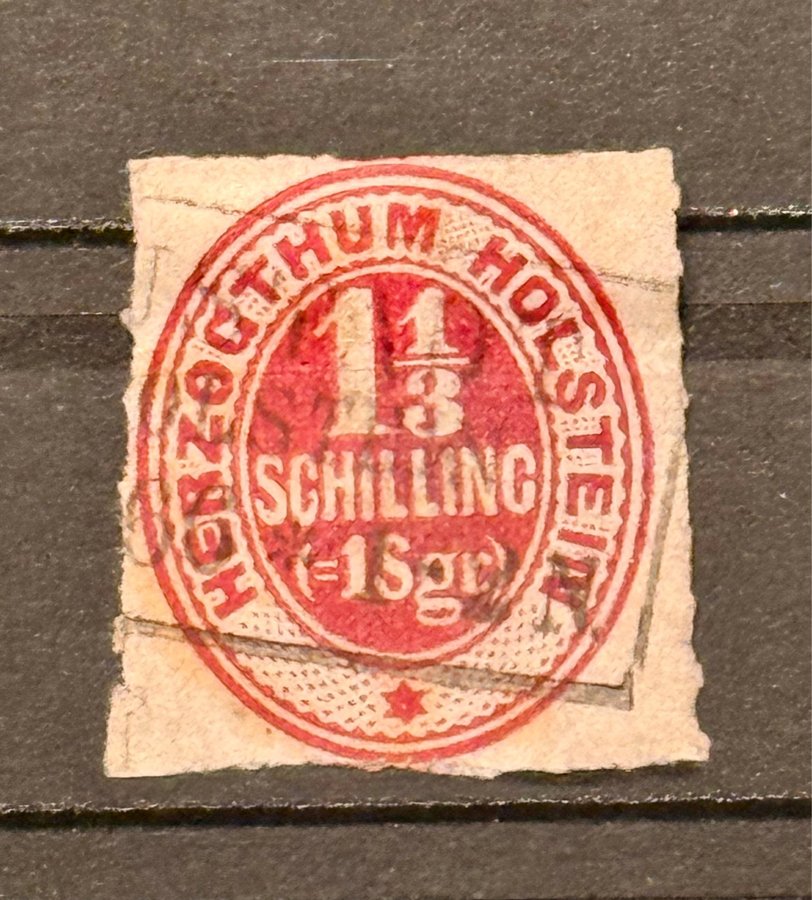 HERZOGTHUM HOLSTEIN.
1 1/3
SCHILLING
(=1Sgr.)